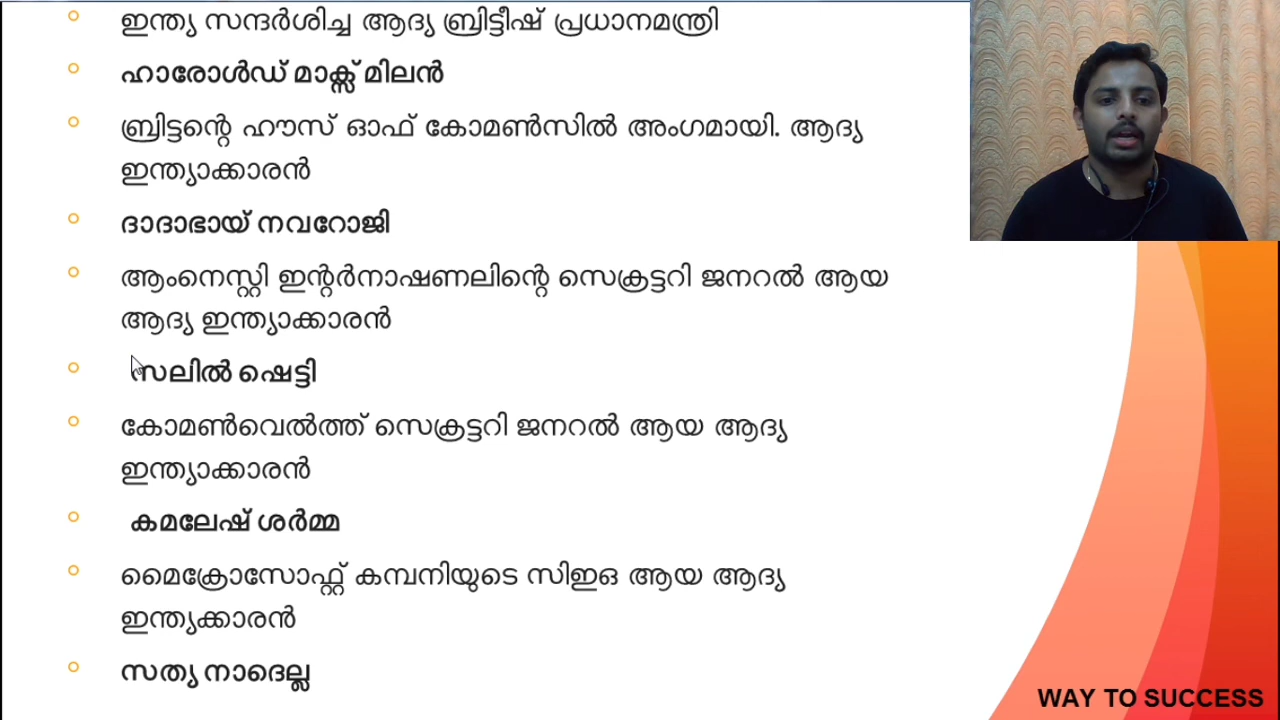 ഇന്ത്യ സന്ദർശിച്ച ആദ്യ ബ്രിട്ടീഷ് പ്രധാനമന്ത്രി
ഹാരോൾഡ് മാക്സ് മിലൻ
ബ്രിട്ടന്റെ ഹൗസ് ഓഫ് കോമൺസിൽ അംഗമായി. ആദ്യ
ഇന്ത്യാക്കാരൻ
ദാദാഭായ് നവറോജി
ആംനെസ്റ്റി ഇന്റർനാഷണലിന്റെ സെക്രട്ടറി ജനറൽ ആയ
ആദ്യ ഇന്ത്യാക്കാരൻ
സലിൽ ഷെട്ടി
കോമൺവെൽത്ത് സെക്രട്ടറി ജനറൽ ആയ ആദ്യ
ഇന്ത്യാക്കാരൻ
കമലേഷ് ശർമ്മ
മൈക്രോസോഫ്റ്റ് കമ്പനിയുടെ സിഇഒ ആയ ആദ്യ
ഇന്ത്യക്കാരൻ
സത്യ നാദെല്ല
WAY TO SUCCESS